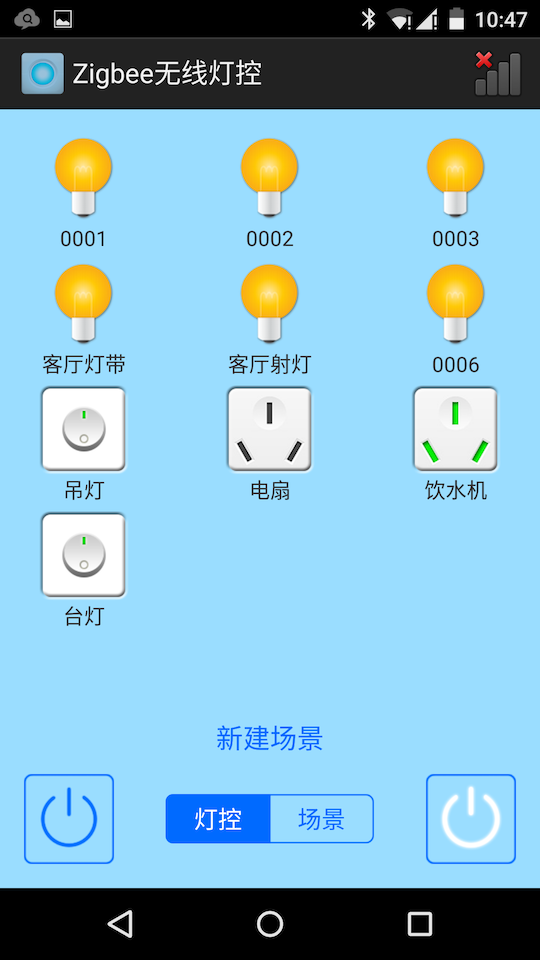 10:47
Zigbee无线灯控
0001
0002
0003
客厅灯带
客厅射灯
0006
吊灯
电扇
饮水机
台灯
新建场景
灯控
场景